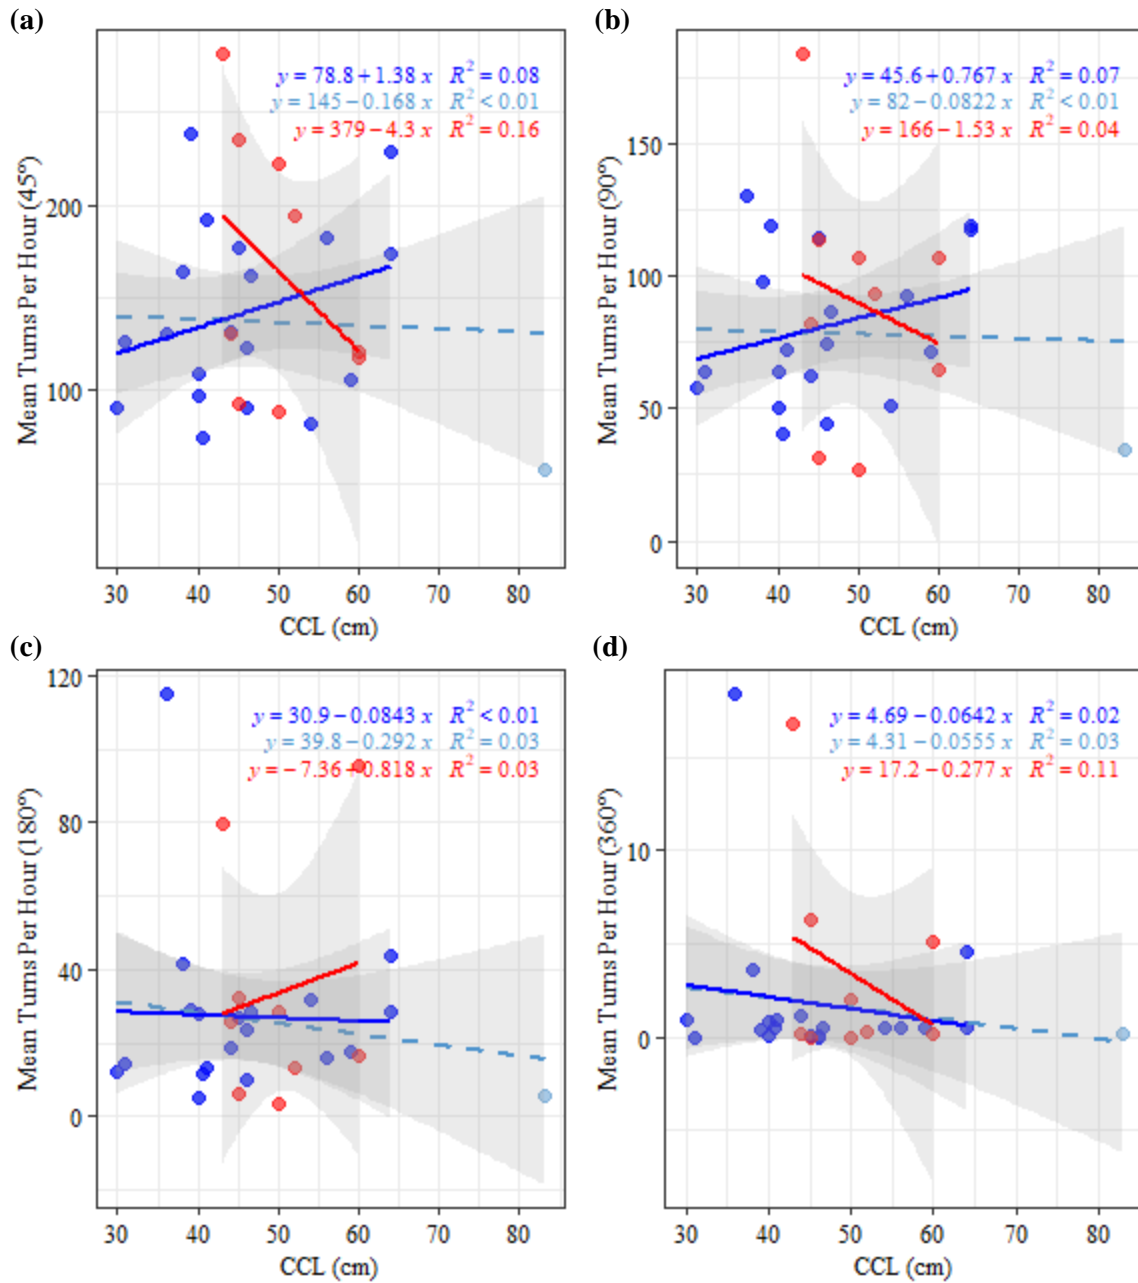 (a)
y = 78.8 + 1.38 x R² = 0.08
y = 145 − 0.168 x R² < 0.01
y = 379 − 4.3 x R² = 0.16
Mean Turns Per Hour (45º)
200
100
30 40 50 60 70 80
CCL (cm)
(b)
y = 45.6 + 0.767 x R² = 0.07
y = 82 − 0.0822 x R² < 0.01
y = 166 − 1.53 x R² = 0.04
Mean Turns Per Hour (90º)
150
100
50
0
30 40 50 60 70 80
CCL (cm)
(c)
y = 30.9 − 0.0843 x R² < 0.01
y = 39.8 − 0.292 x R² = 0.03
y = −7.36 + 0.818 x R² = 0.03
Mean Turns Per Hour (180º)
120
80
40
0
30 40 50 60 70 80
CCL (cm)
(d)
y = 4.69 − 0.0642 x R² = 0.02
y = 4.31 − 0.0555 x R² = 0.03
y = 17.2 − 0.277 x R² = 0.11
Mean Turns Per Hour (360º)
10
0
30 40 50 60 70 80
CCL (cm)